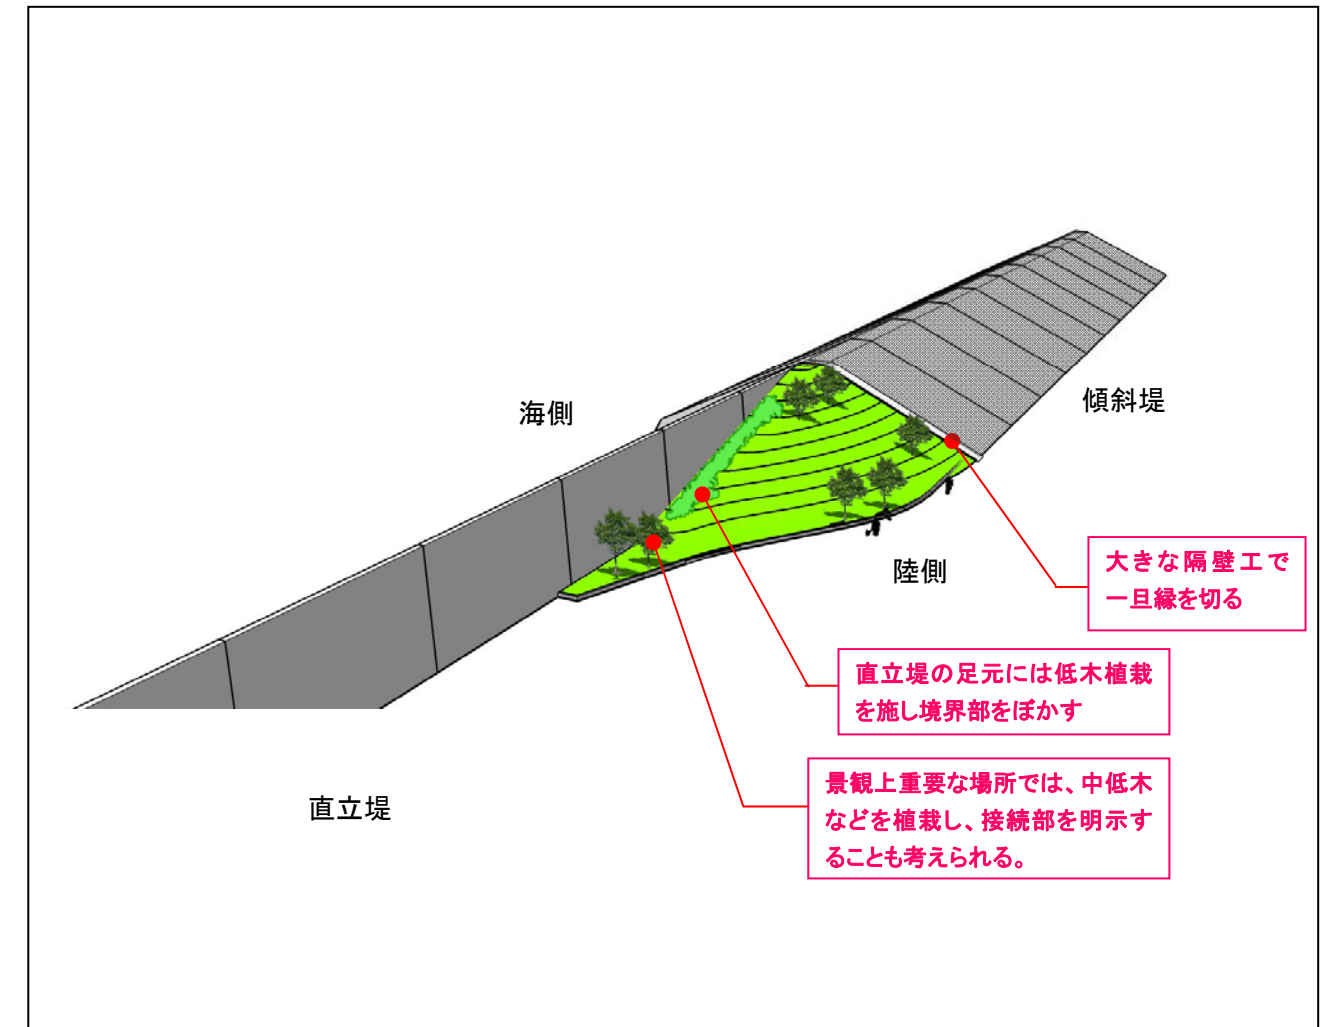 海側
傾斜堤
陸側
大きな隔壁工で
一旦縁を切る
直立堤の足元には低木植栽
を施し境界部をぼかす
景観上重要な場所では、中低木
などを植栽し、接続部を明示す
ることも考えられる。
直立堤